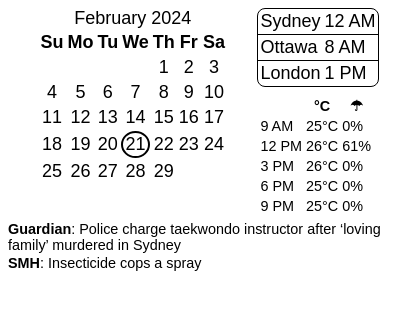 February 2024
Su Mo Tu We Th Fr Sa
1 2 3
4 5 6 7 8 9 10
11 12 13 14 15 16 17
18 19 20 21 22 23 24
25 26 27 28 29
Sydney 12 AM
Ottawa 8 AM
London 1 PM
°C ☂
9 AM 25°C 0%
12 PM 26°C 61%
3 PM 26°C 0%
6 PM 25°C 0%
9 PM 25°C 0%
Guardian: Police charge taekwondo instructor after ‘loving
family’ murdered in Sydney
SMH: Insecticide cops a spray